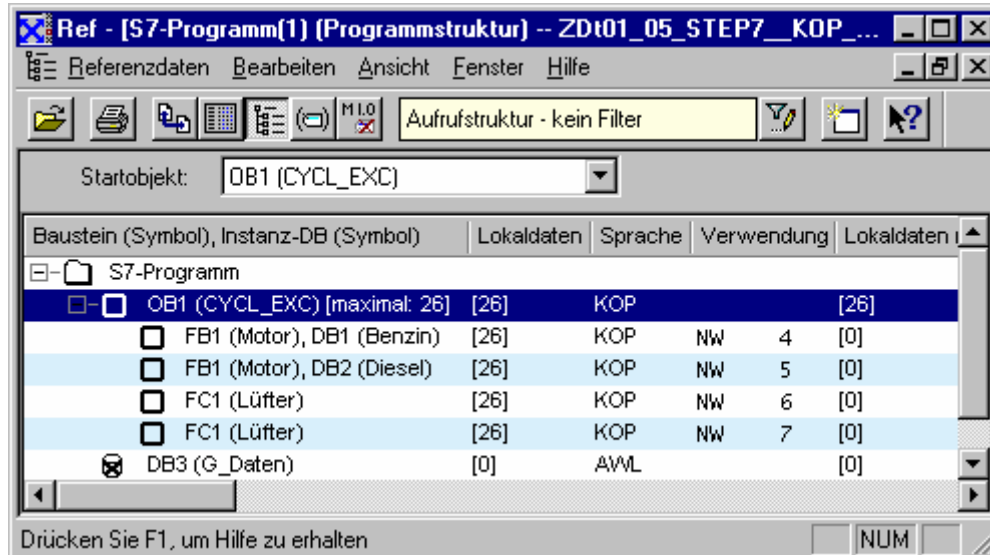 Ref - [S7-Programm(1) (Programmstruktur) -- ZDt01_05_STEP7__KOP_...
Referenzdaten Bearbeiten Ansicht Fenster Hilfe
M I,O
Aufrufstruktur - kein Filter
Startobjekt: OB1 (CYCL_EXC)
Baustein (Symbol), Instanz-DB (Symbol) Lokaldaten Sprache Verwendung Lokaldaten
S7-Programm
OB1 (CYCL_EXC) [maximal: 26] [26] KOP [26]
FB1 (Motor), DB1 (Benzin) [26] KOP NW 4 [0]
FB1 (Motor), DB2 (Diesel) [26] KOP NW 5 [0]
FC1 (Lüfter) [26] KOP NW 6 [0]
FC1 (Lüfter) [26] KOP NW 7 [0]
DB3 (G_Daten) [0] AWL [0]
Drücken Sie F1, um Hilfe zu erhalten NUM